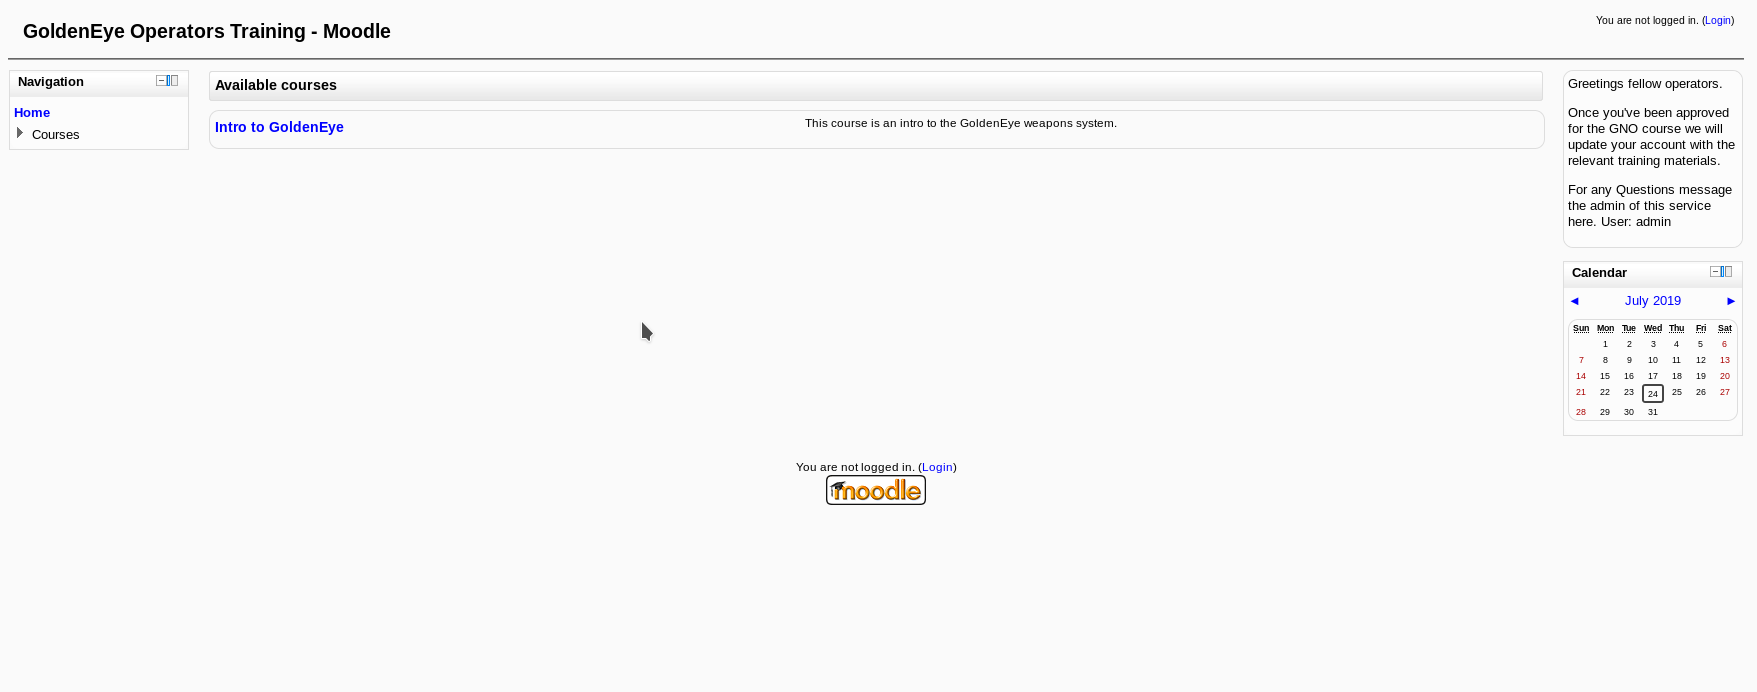 GoldenEye Operators Training - Moodle
You are not logged in. (Login)
Navigation
Home
Courses
Available courses
Intro to GoldenEye
This course is an intro to the GoldenEye weapons system.
Greetings fellow operators.
Once you've been approved
for the GNO course we will
update your account with the
relevant training materials.
For any Questions message
the admin of this service
here. User: admin
Calendar
◄ July 2019 ►
Sun Mon Tue Wed Thu Fri Sat
1 2 3 4 5 6
7 8 9 10 11 12 13
14 15 16 17 18 19 20
21 22 23 24 25 26 27
28 29 30 31
You are not logged in. (Login)
moodle